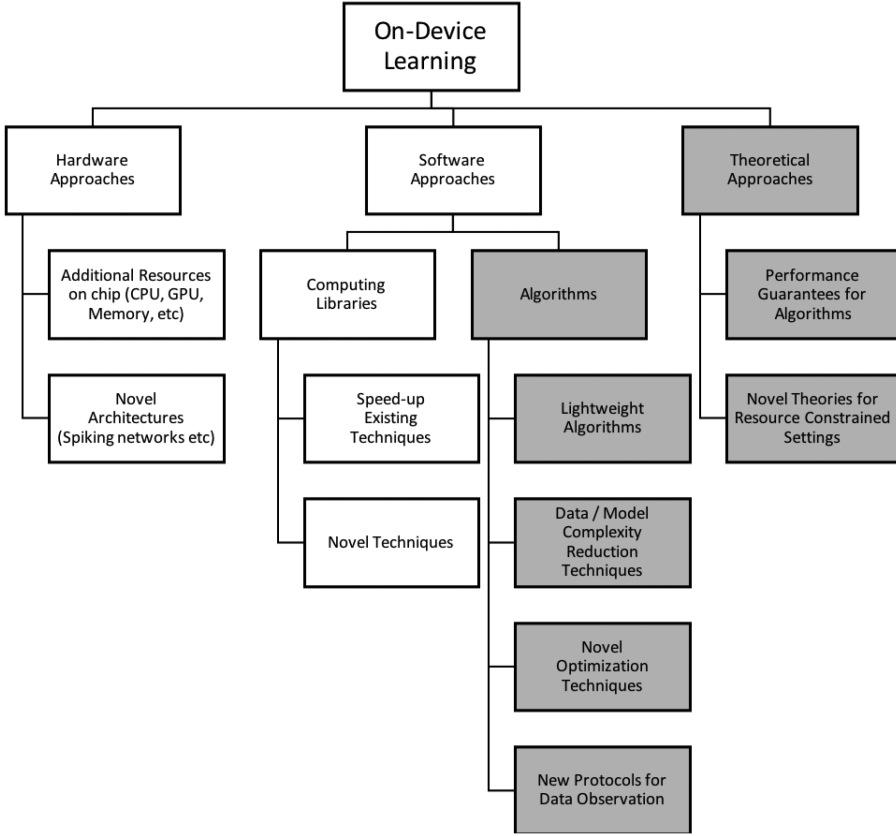 On-Device
Learning
Hardware
Approaches
Software
Approaches
Theoretical
Approaches
Additional Resources
on chip (CPU, GPU,
Memory, etc)
Computing
Libraries
Algorithms
Performance
Guarantees for
Algorithms
Novel
Architectures
(Spiking networks etc)
Speed-up
Existing
Techniques
Lightweight
Algorithms
Novel Theories for
Resource Constrained
Settings
Novel Techniques
Data / Model
Complexity
Reduction
Techniques
Novel
Optimization
Techniques
New Protocols for
Data Observation